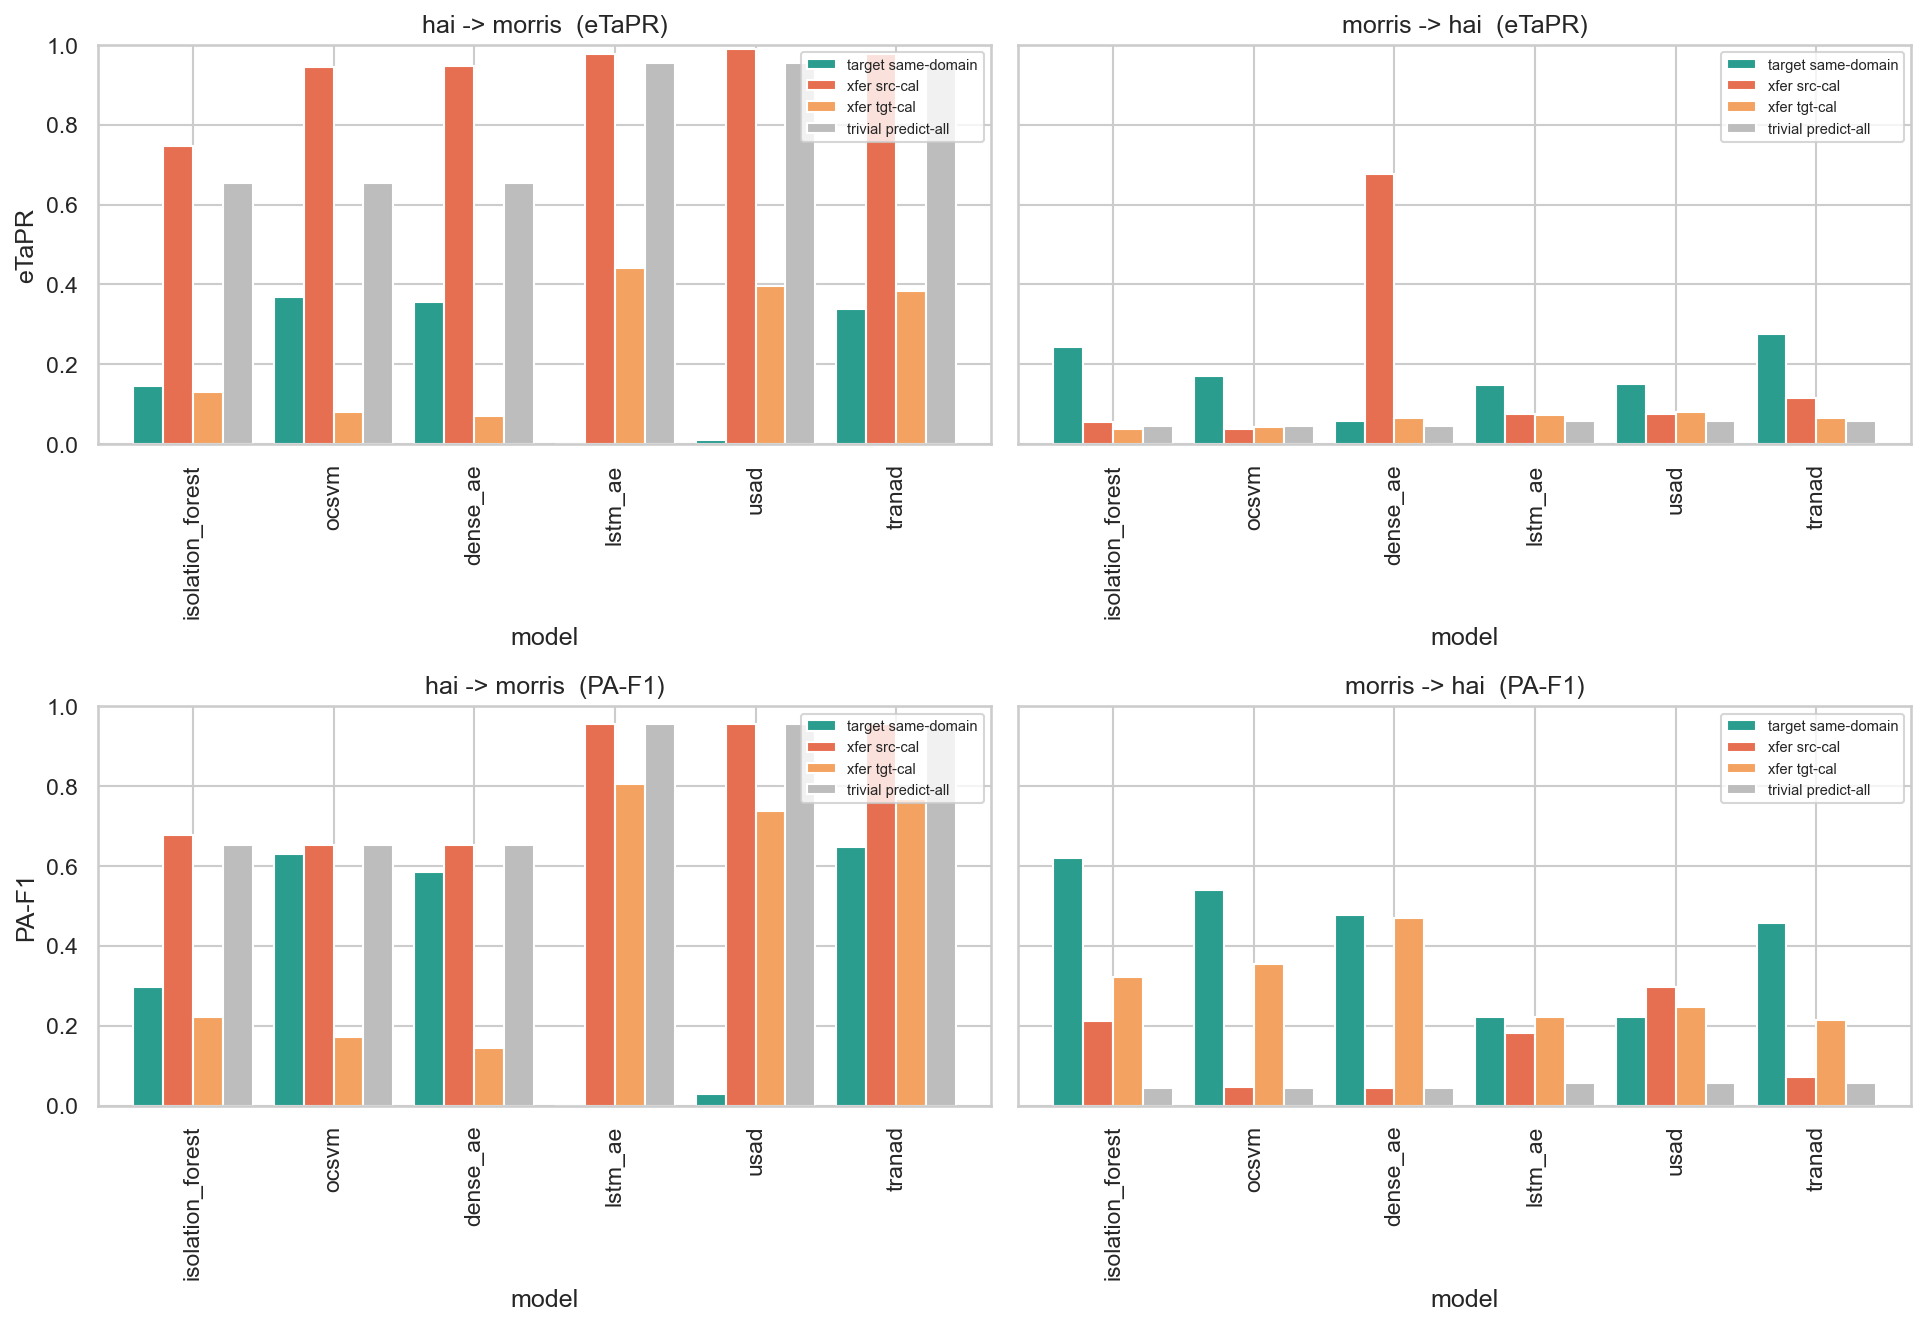 hai -> morris  (eTaPR)
morris -> hai  (eTaPR)
eTaPR
1.0
0.8
0.6
0.4
0.2
0.0
target same-domain
xfer src-cal
xfer tgt-cal
trivial predict-all
target same-domain
xfer src-cal
xfer tgt-cal
trivial predict-all
isolation_forest
ocsvm
dense_ae
lstm_ae
usad
tranad
isolation_forest
ocsvm
dense_ae
lstm_ae
usad
tranad
model
model
hai -> morris  (PA-F1)
morris -> hai  (PA-F1)
PA-F1
1.0
0.8
0.6
0.4
0.2
0.0
target same-domain
xfer src-cal
xfer tgt-cal
trivial predict-all
target same-domain
xfer src-cal
xfer tgt-cal
trivial predict-all
isolation_forest
ocsvm
dense_ae
lstm_ae
usad
tranad
isolation_forest
ocsvm
dense_ae
lstm_ae
usad
tranad
model
model